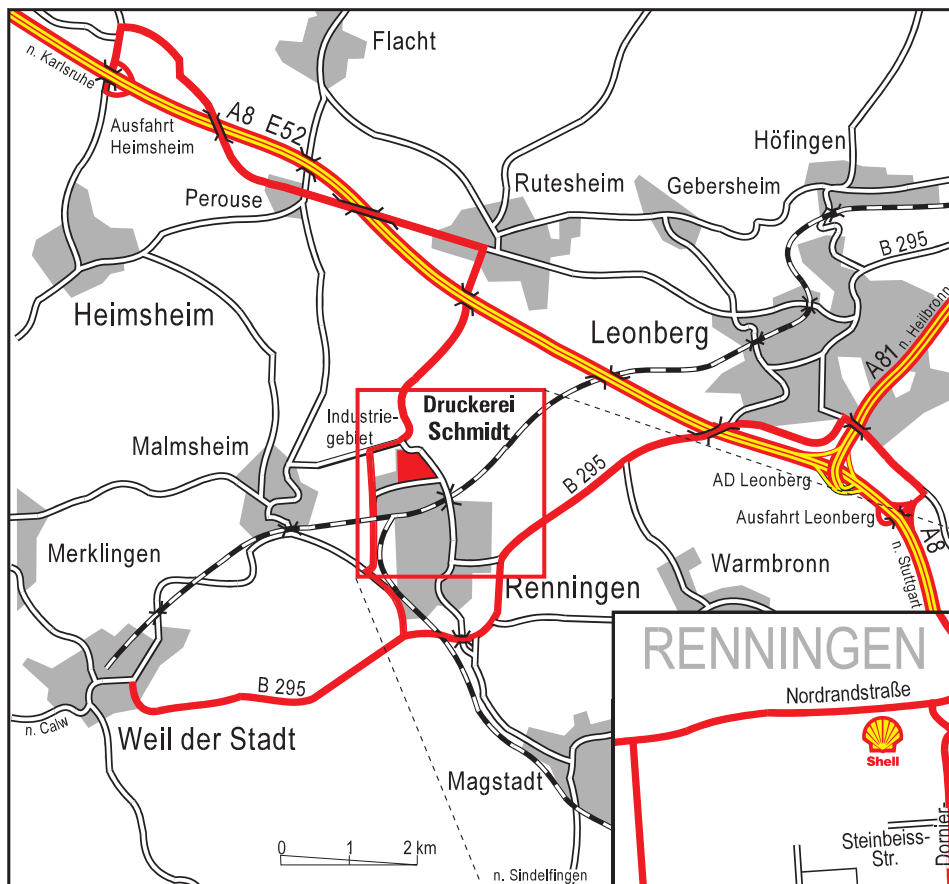 Flacht
n. Karlsruhe
A8 E52
Ausfahrt
Heimsheim
Höfingen
Rutesheim
Gebersheim
Perouse
B 295
Heimsheim
Leonberg
A81 n. Heilbronn
Industrie-
gebiet
Druckerei
Schmidt
Malmsheim
B 295
AD Leonberg
Ausfahrt Leonberg
A8
n. Stuttgart
Merklingen
Warmbronn
Renningen
RENNINGEN
B 295
Nordrandstraße
n. Calw
Weil der Stadt
Shell
Magstadt
Dornier-
Steinbeiss-
Str.
0 1 2 km
n. Sindelfingen